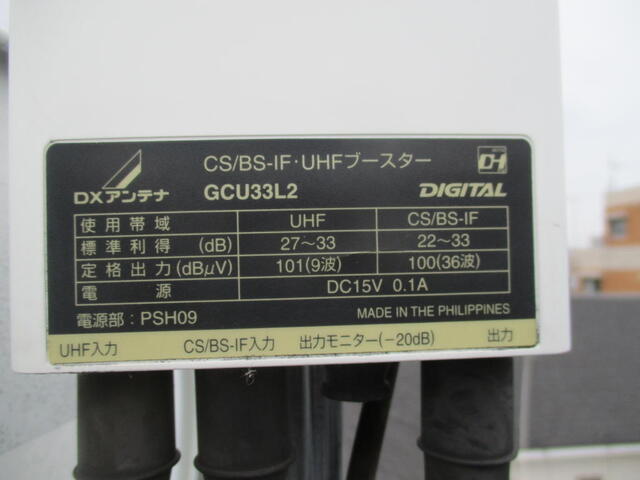 CS/BS-IF・UHFブースター
DXアンテナ GCU33L2 DIGITAL
使用帯域 UHF CS/BS-IF
標準利得(dB) 27～33 22～33
定格出力(dBμV) 101(9波) 100(36波)
電源 DC15V 0.1A
電源部：PSH09 MADE IN THE PHILIPPINES
UHF入力 CS/BS-IF入力 出力モニター(-20dB) 出力